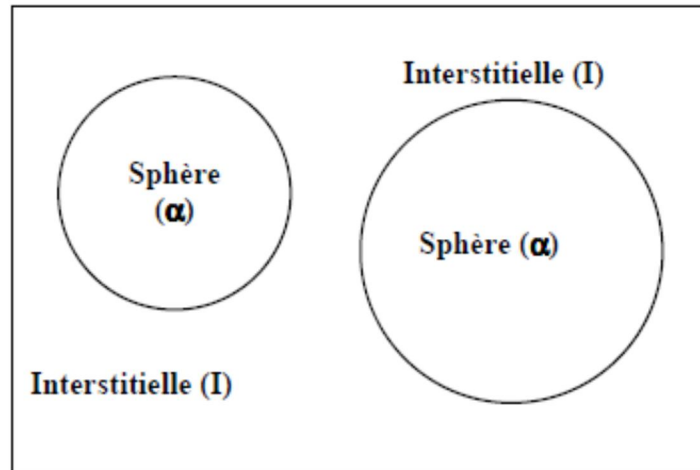 Interstitielle (I)
Sphère
(α)
Sphère (α)
Interstitielle (I)